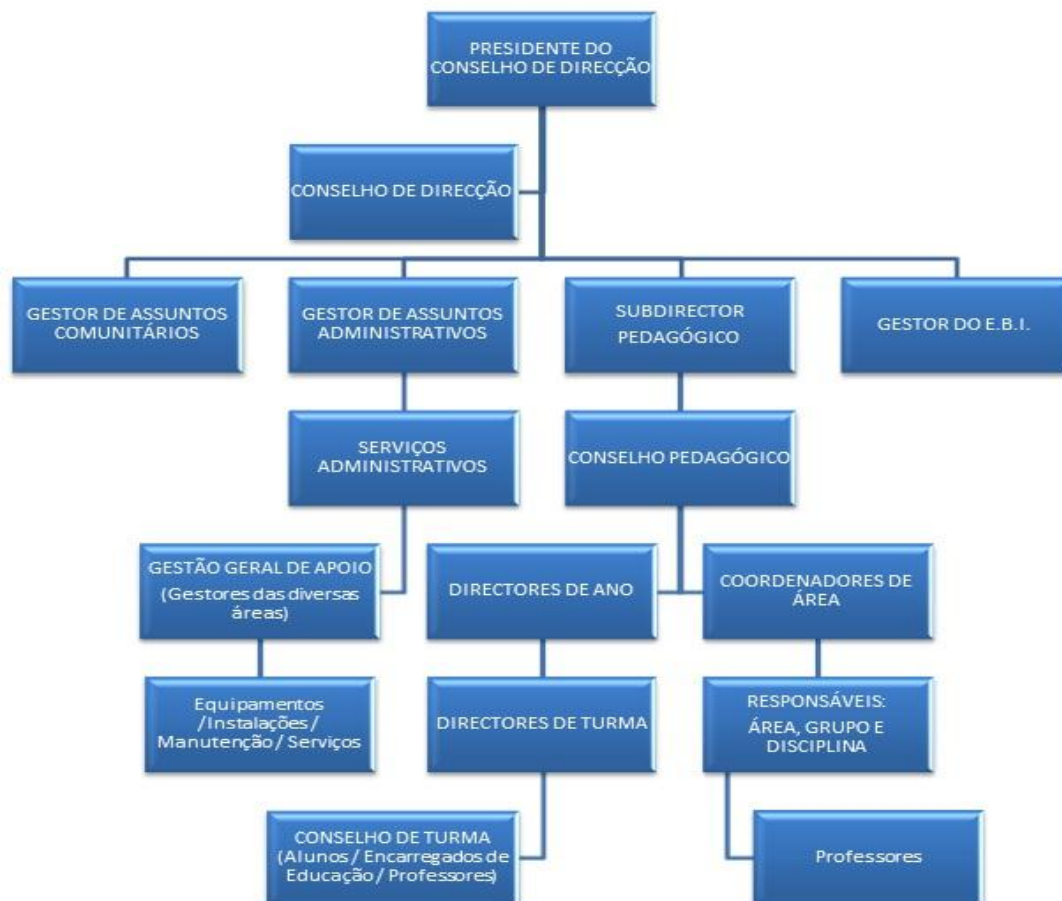 PRESIDENTE DO
CONSELHO DE DIRECÇÃO
CONSELHO DE DIRECÇÃO
GESTOR DE ASSUNTOS
COMUNITÁRIOS
GESTOR DE ASSUNTOS
ADMINISTRATIVOS
SUBDIRECTOR
PEDAGÓGICO
GESTOR DO E.B.I.
SERVIÇOS
ADMINISTRATIVOS
CONSELHO PEDAGÓGICO
GESTÃO GERAL DE APOIO
(Gestores das diversas
áreas)
DIRECTORES DE ANO
COORDENADORES DE
ÁREA
Equipamentos
/Instalações /
Manutenção / Serviços
DIRECTORES DE TURMA
RESPONSÁVEIS:
ÁREA, GRUPO E
DISCIPLINA
CONSELHO DE TURMA
(Alunos / Encarregados de
Educação / Professores)
Professores